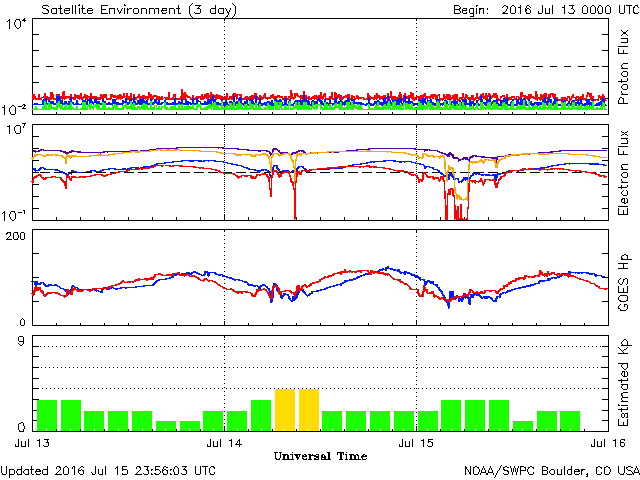 Satellite Environment (3 day) Begin: 2016 Jul 13 0000 UTC
10^4
10^-2
Proton Flux
10^7
10^-1
Electron Flux
200
0
GOES Hp
9
0
Estimated Kp
Jul 13 Jul 14 Jul 15 Jul 16
Universal Time
Updated 2016 Jul 15 23:56:03 UTC NOAA/SWPC Boulder, CO USA